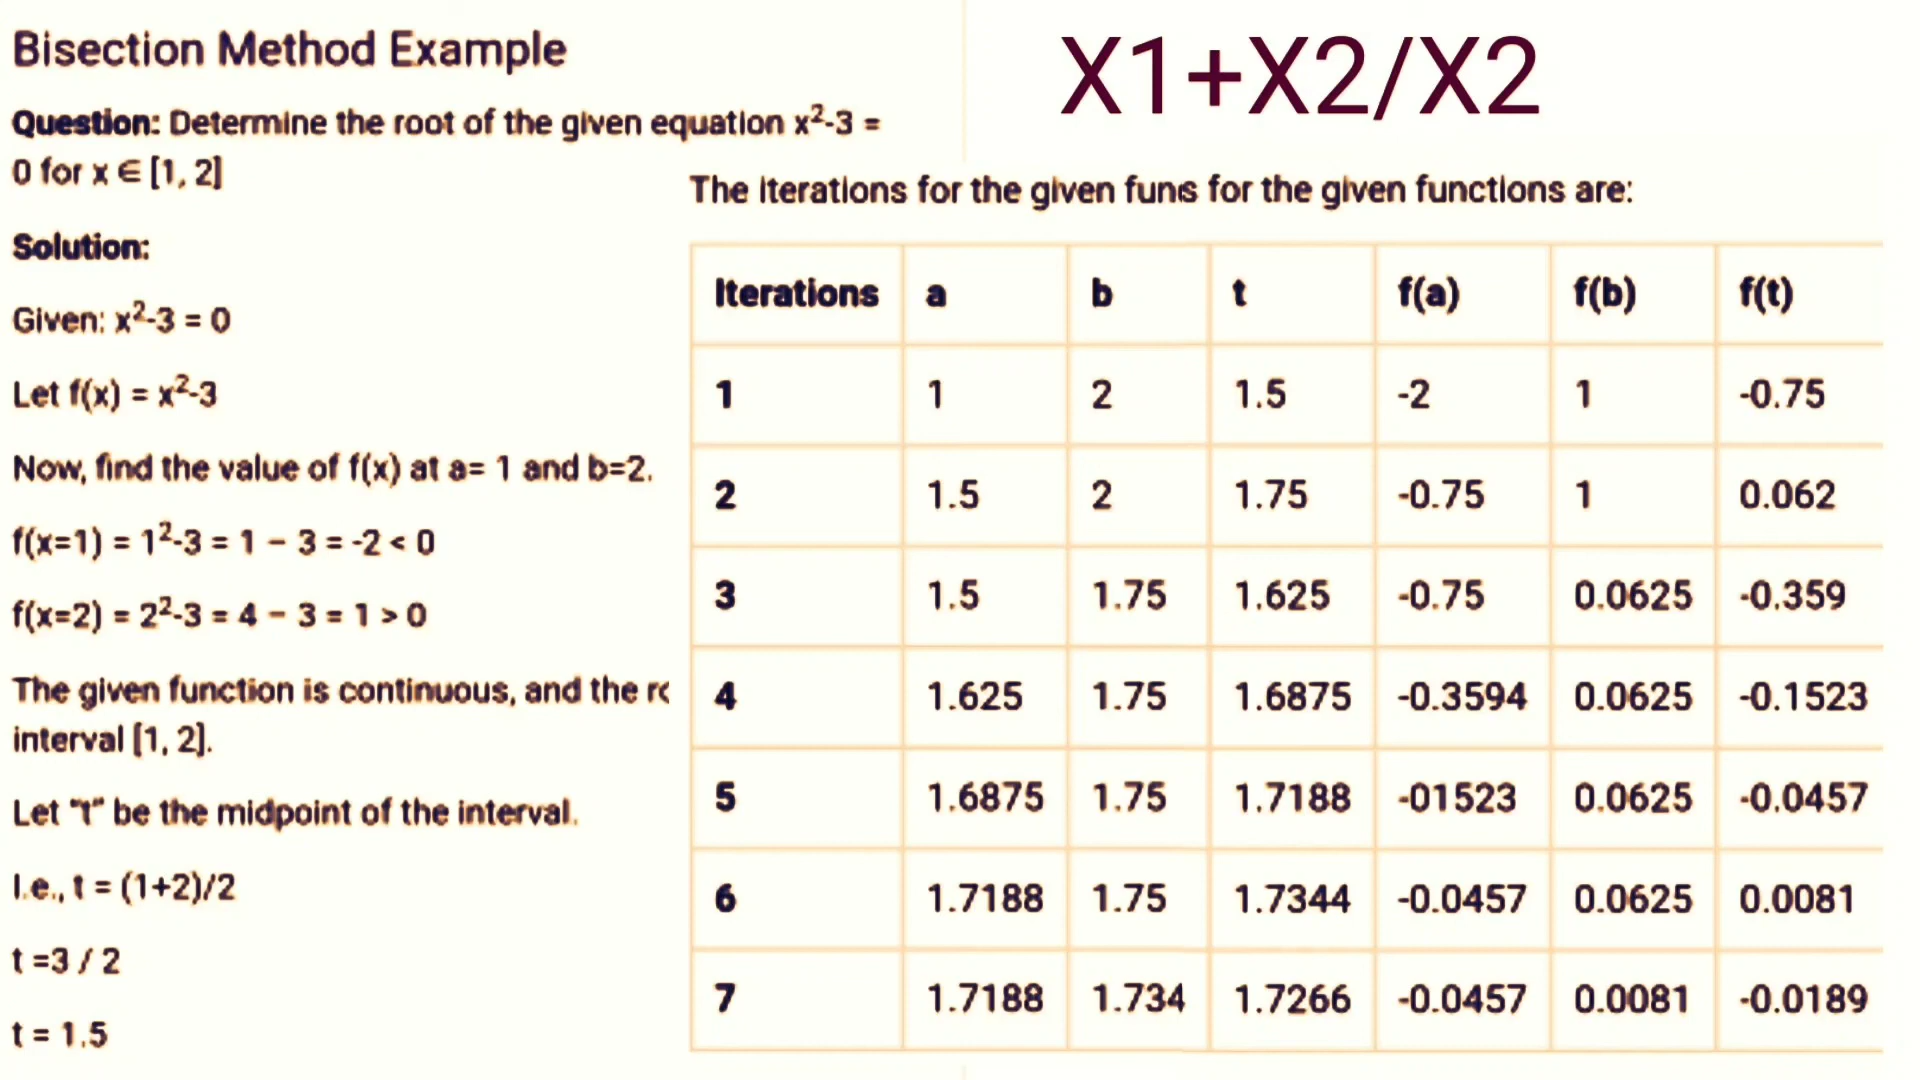 Bisection Method Example
Question: Determine the root of the given equation x²-3 =
0 for x ∈ [1, 2]
Solution:
Given: x²-3 = 0
Let f(x) = x²-3
Now, find the value of f(x) at a= 1 and b=2.
f(x=1) = 1²-3 = 1 – 3 = -2 < 0
f(x=2) = 2²-3 = 4 – 3 = 1 > 0
The given function is continuous, and the
interval [1, 2].
Let "t" be the midpoint of the interval.
I.e., t = (1+2)/2
t =3 / 2
t = 1.5
X1+X2/X2
The iterations for the given funs for the given functions are:
Iterations a b t f(a) f(b) f(t)
1 1 2 1.5 -2 1 -0.75
2 1.5 2 1.75 -0.75 1 0.062
3 1.5 1.75 1.625 -0.75 0.0625 -0.359
4 1.625 1.75 1.6875 -0.3594 0.0625 -0.1523
5 1.6875 1.75 1.7188 -01523 0.0625 -0.0457
6 1.7188 1.75 1.7344 -0.0457 0.0625 0.0081
7 1.7188 1.734 1.7266 -0.0457 0.0081 -0.0189